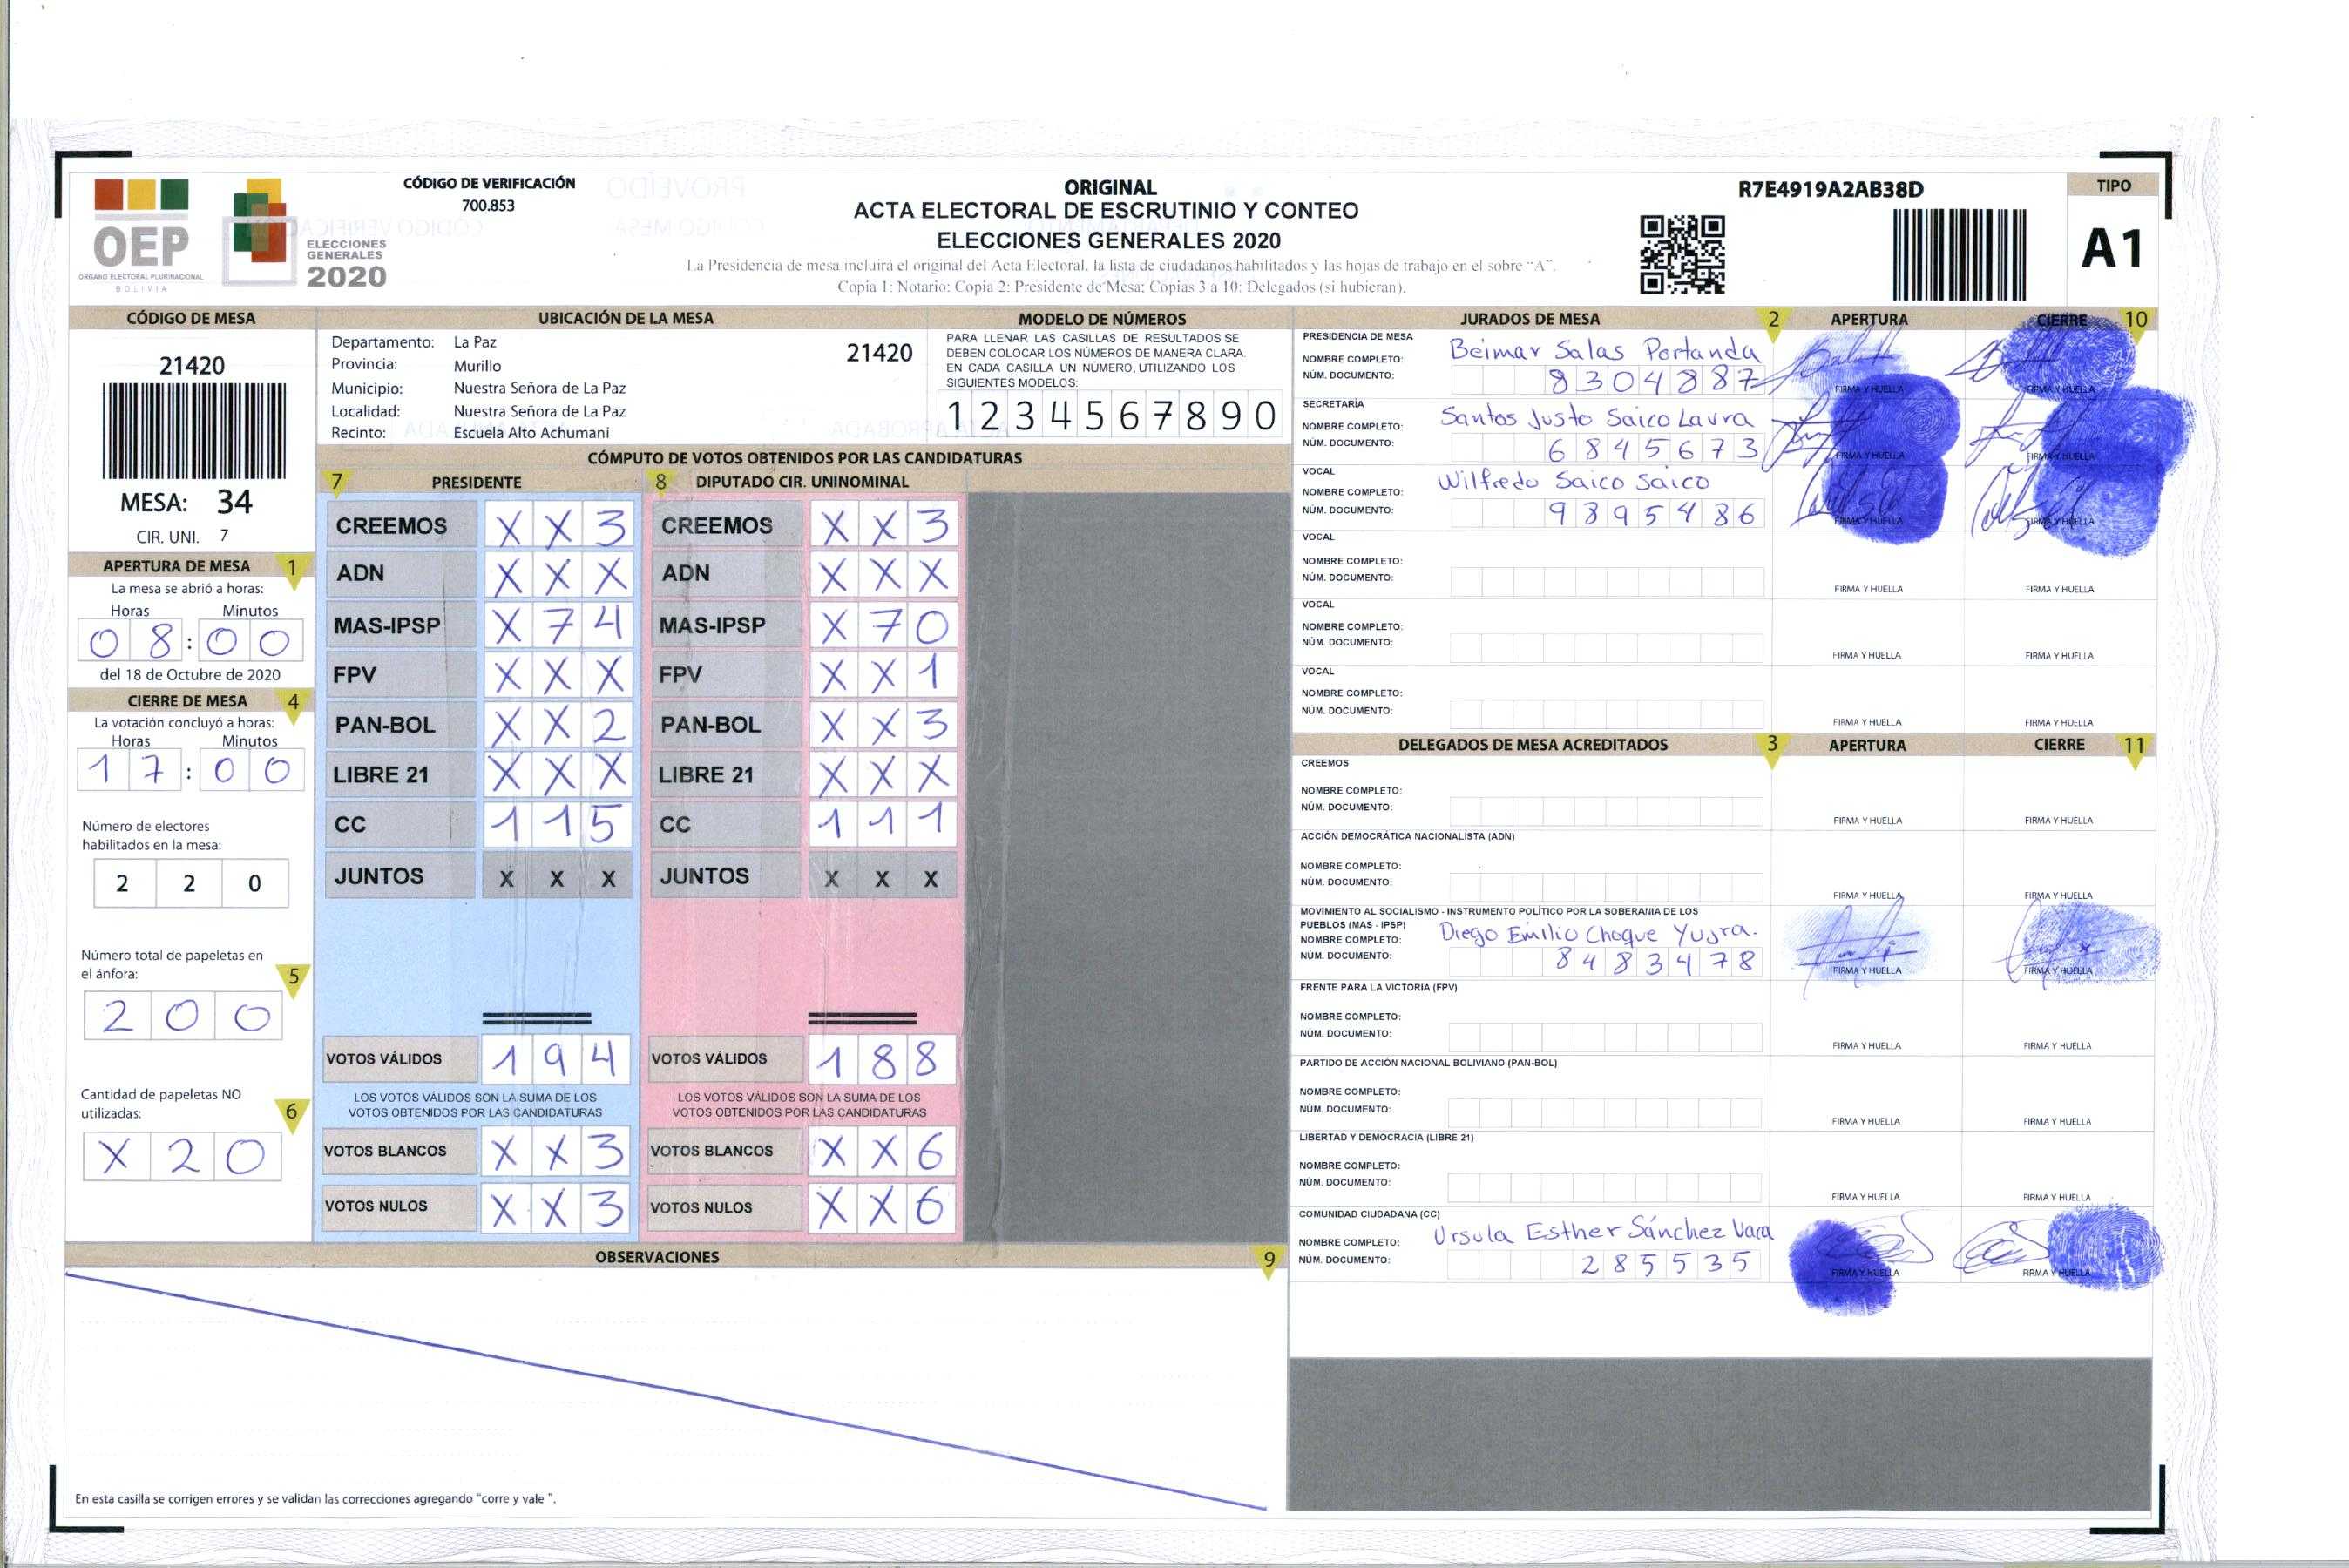 CÓDIGO DE VERIFICACIÓN
700.853
OEP
ORGANO ELECTORAL PLURINACIONAL
BOLIVIA
ELECCIONES
GENERALES
2020
ORIGINAL
ACTA ELECTORAL DE ESCRUTINIO Y CONTEO
ELECCIONES GENERALES 2020
La Presidencia de mesa incluirá el original del Acta Electoral, la lista de ciudadanos habilitados y las hojas de trabajo en el sobre “A”.
Copia 1: Notario; Copia 2: Presidente de Mesa; Copias 3 a 10: Delegados (si hubieran).
R7E4919A2AB38D
TIPO
A1
CÓDIGO DE MESA
21420
MESA: 34
CIR. UNI. 7
APERTURA DE MESA 1
La mesa se abrió a horas:
Horas Minutos
08:00
del 18 de Octubre de 2020
CIERRE DE MESA 4
La votación concluyó a horas:
Horas Minutos
17:00
Número de electores
habilitados en la mesa:
2 2 0
Número total de papeletas en
el ánfora: 5
2 0 0
Cantidad de papeletas NO
utilizadas: 6
X 2 0
UBICACIÓN DE LA MESA
Departamento: La Paz
21420
Provincia: Murillo
Municipio: Nuestra Señora de La Paz
Localidad: Nuestra Señora de La Paz
Recinto: Escuela Alto Achumani
MODELO DE NÚMEROS
PARA LLENAR LAS CASILLAS DE RESULTADOS SE
DEBEN COLOCAR LOS NÚMEROS DE MANERA CLARA.
EN CADA CASILLA UN NÚMERO, UTILIZANDO LOS
SIGUIENTES MODELOS:
1 2 3 4 5 6 7 8 9 0
CÓMPUTO DE VOTOS OBTENIDOS POR LAS CANDIDATURAS
7 PRESIDENTE
CREEMOS X X 3
ADN X X X
MAS-IPSP X 7 4
FPV X X X
PAN-BOL X X 2
LIBRE 21 X X X
CC 1 1 5
JUNTOS X X X
VOTOS VÁLIDOS 1 9 4
LOS VOTOS VÁLIDOS SON LA SUMA DE LOS
VOTOS OBTENIDOS POR LAS CANDIDATURAS
VOTOS BLANCOS X X 3
VOTOS NULOS X X 3
8 DIPUTADO CIR. UNINOMINAL
CREEMOS X X 3
ADN X X X
MAS-IPSP X 7 0
FPV X X 1
PAN-BOL X X 3
LIBRE 21 X X X
CC 1 1 1
JUNTOS X X X
VOTOS VÁLIDOS 1 8 8
LOS VOTOS VÁLIDOS SON LA SUMA DE LOS
VOTOS OBTENIDOS POR LAS CANDIDATURAS
VOTOS BLANCOS X X 6
VOTOS NULOS X X 6
OBSERVACIONES 9
En esta casilla se corrigen errores y se validan las correcciones agregando "corre y vale ".
JURADOS DE MESA 2 APERTURA CIERRE 10
PRESIDENCIA DE MESA
NOMBRE COMPLETO: Beimar Salas Portanda
NÚM. DOCUMENTO: 8304887
FIRMA Y HUELLA FIRMA Y HUELLA
SECRETARÍA
NOMBRE COMPLETO: Santos Justo Saico Laura
NÚM. DOCUMENTO: 6845673
FIRMA Y HUELLA FIRMA Y HUELLA
VOCAL
NOMBRE COMPLETO: Wilfredo Saico Saico
NÚM. DOCUMENTO: 9895486
FIRMA Y HUELLA FIRMA Y HUELLA
VOCAL
NOMBRE COMPLETO:
NÚM. DOCUMENTO:
FIRMA Y HUELLA FIRMA Y HUELLA
VOCAL
NOMBRE COMPLETO:
NÚM. DOCUMENTO:
FIRMA Y HUELLA FIRMA Y HUELLA
VOCAL
NOMBRE COMPLETO:
NÚM. DOCUMENTO:
FIRMA Y HUELLA FIRMA Y HUELLA
DELEGADOS DE MESA ACREDITADOS 3 APERTURA CIERRE 11
CREEMOS
NOMBRE COMPLETO:
NÚM. DOCUMENTO:
FIRMA Y HUELLA FIRMA Y HUELLA
ACCIÓN DEMOCRÁTICA NACIONALISTA (ADN)
NOMBRE COMPLETO:
NÚM. DOCUMENTO:
FIRMA Y HUELLA FIRMA Y HUELLA
MOVIMIENTO AL SOCIALISMO - INSTRUMENTO POLÍTICO POR LA SOBERANIA DE LOS
PUEBLOS (MAS - IPSP)
NOMBRE COMPLETO: Diego Emilio Choque Yujra.
NÚM. DOCUMENTO: 8483478
FIRMA Y HUELLA FIRMA Y HUELLA
FRENTE PARA LA VICTORIA (FPV)
NOMBRE COMPLETO:
NÚM. DOCUMENTO:
FIRMA Y HUELLA FIRMA Y HUELLA
PARTIDO DE ACCIÓN NACIONAL BOLIVIANO (PAN-BOL)
NOMBRE COMPLETO:
NÚM. DOCUMENTO:
FIRMA Y HUELLA FIRMA Y HUELLA
LIBERTAD Y DEMOCRACIA (LIBRE 21)
NOMBRE COMPLETO:
NÚM. DOCUMENTO:
FIRMA Y HUELLA FIRMA Y HUELLA
COMUNIDAD CIUDADANA (CC)
NOMBRE COMPLETO: Ursula Esther Sánchez Vara
NÚM. DOCUMENTO: 285535
FIRMA Y HUELLA FIRMA Y HUELLA